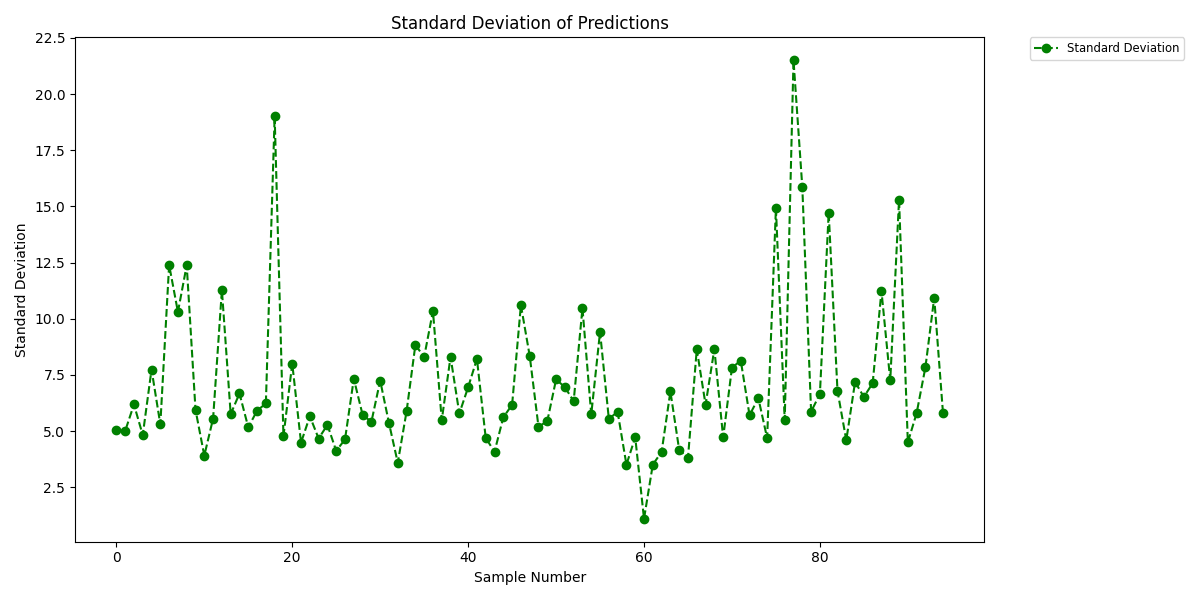 Standard Deviation of Predictions
Standard Deviation
22.5
20.0
17.5
15.0
12.5
10.0
7.5
5.0
2.5
Standard Deviation
0 20 40 60 80
Sample Number